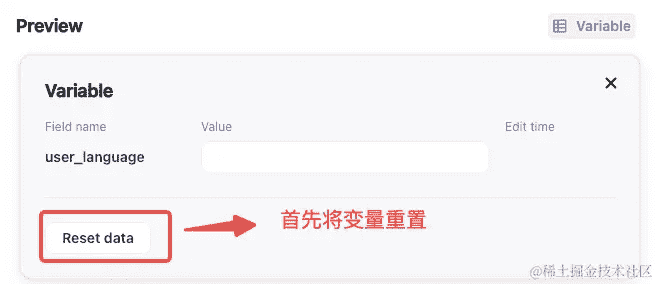 Preview
Variable
Variable
Field name Value Edit time
user_language
Reset data
首先将变量重置
@稀土掘金技术社区